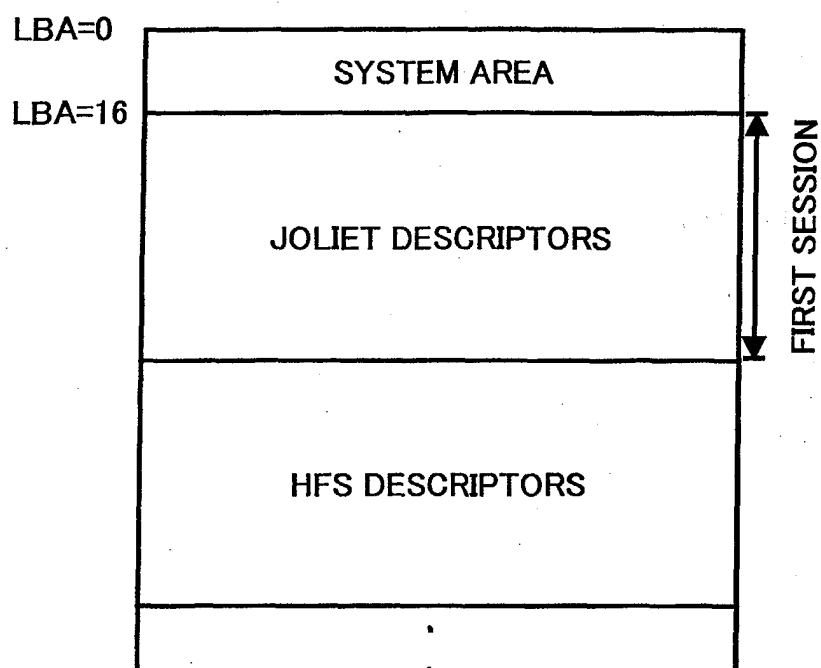 LBA=0
SYSTEM AREA
LBA=16
JOLIET DESCRIPTORS
FIRST SESSION
HFS DESCRIPTORS